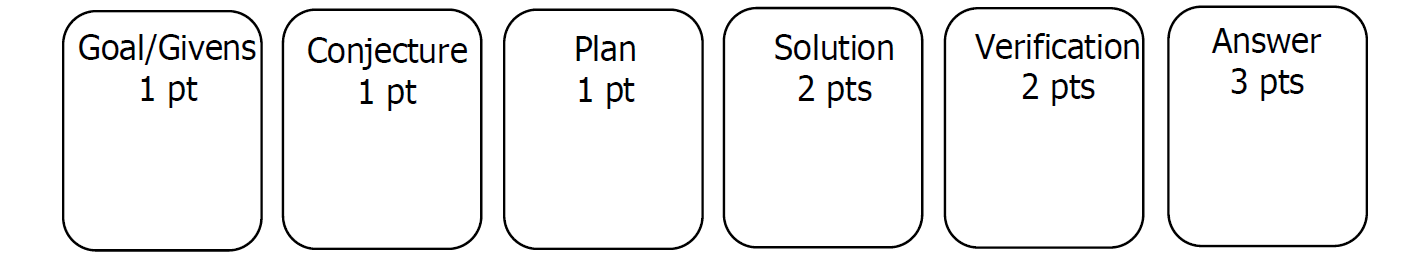 Goal/Givens
1 pt
Conjecture
1 pt
Plan
1 pt
Solution
2 pts
Verification
2 pts
Answer
3 pts